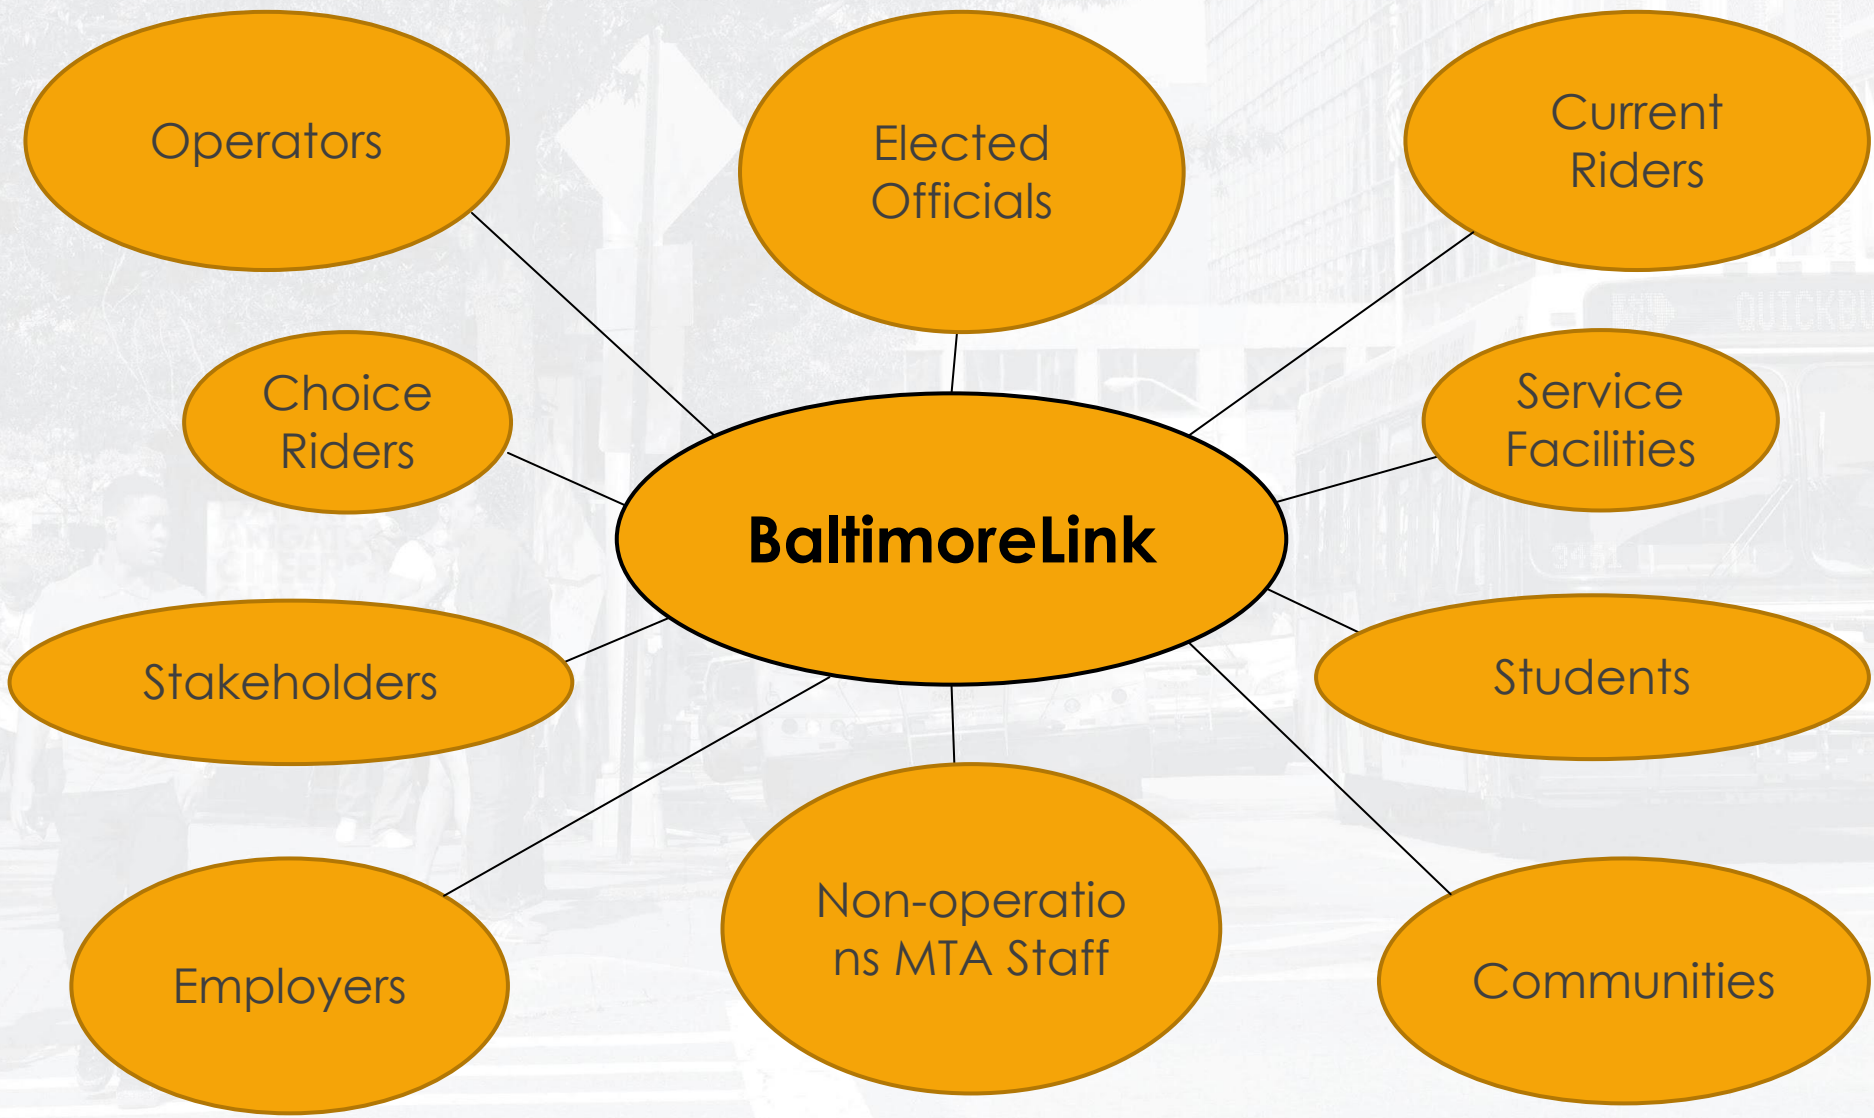 Operators
Elected
Officials
Current
Riders
Choice
Riders
Service
Facilities
BaltimoreLink
Stakeholders
Students
Employers
Non-operatio
ns MTA Staff
Communities